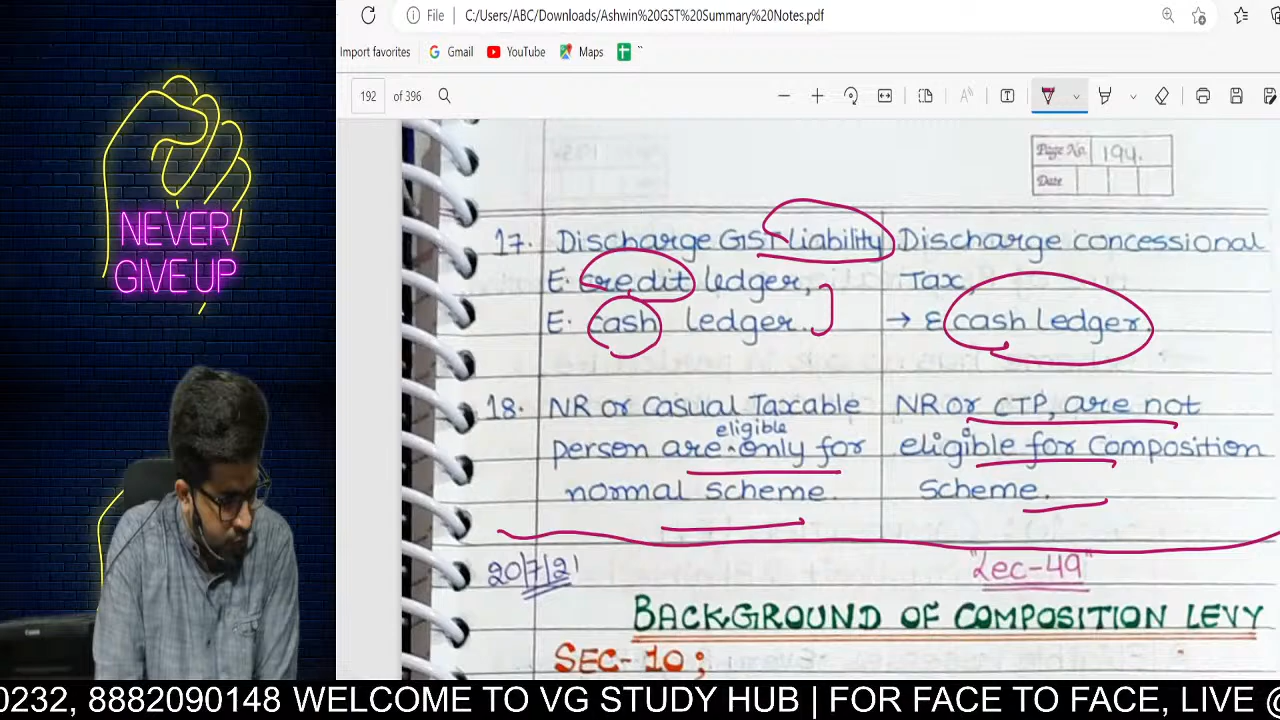 File C:/Users/ABC/Downloads/Ashwin%20GST%20Summary%20Notes.pdf
Import favorites Gmail YouTube Maps
192 of 396
Page No. 194.
Date
17. Discharge GST liability Discharge concessional
E. credit ledger, Tax
E. cash ledger. → E cash ledger
18. NR or Casual Taxable NR or CTP, are not
eligible
person are only for eligible for composition
normal scheme. scheme.
20/7/21 "Lec-49"
BACKGROUND OF COMPOSITION LEVY
SEC-10;
NEVER
GIVE UP
0232, 8882090148 WELCOME TO VG STUDY HUB | FOR FACE TO FACE, LIVE @